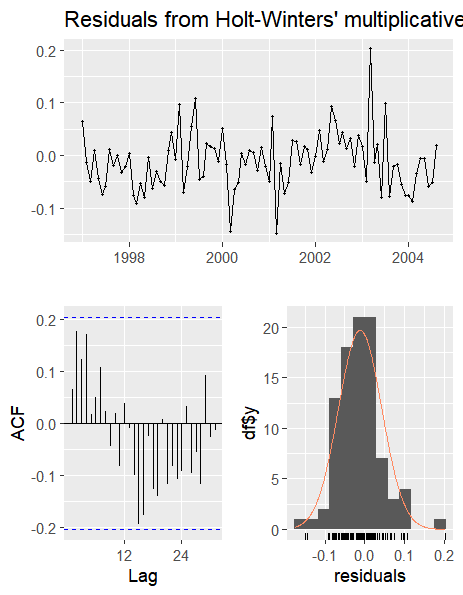 Residuals from Holt-Winters' multiplicative
0.2
0.1
0.0
-0.1
1998 2000 2002 2004
0.2
0.1
0.0
-0.1
-0.2
ACF
12 24
Lag
20
15
10
5
0
df$y
-0.1 0.0 0.1 0.2
residuals